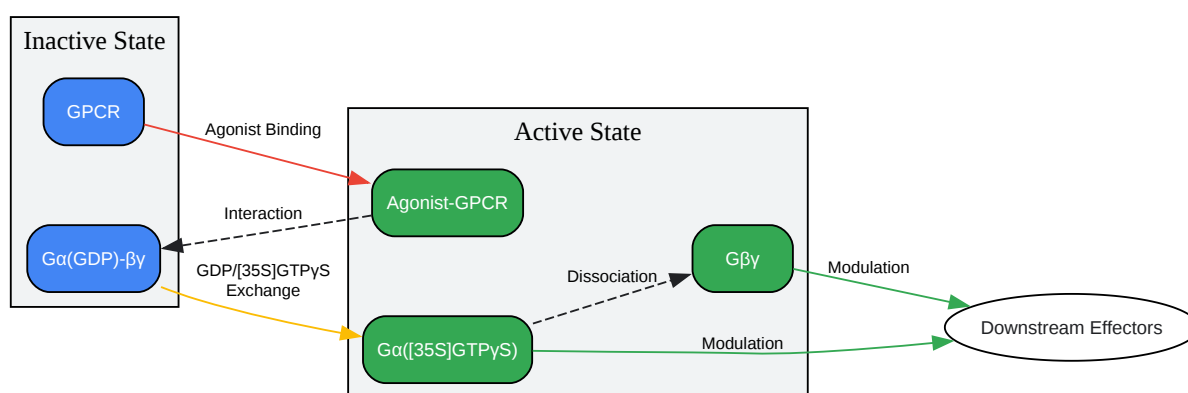 Inactive State
GPCR
Agonist Binding
Active State
Agonist-GPCR
Interaction
Gα(GDP)-βγ
GDP/[35S]GTPγS
Exchange
Gβγ
Dissociation
Modulation
Downstream Effectors
Gα([35S]GTPγS)
Modulation